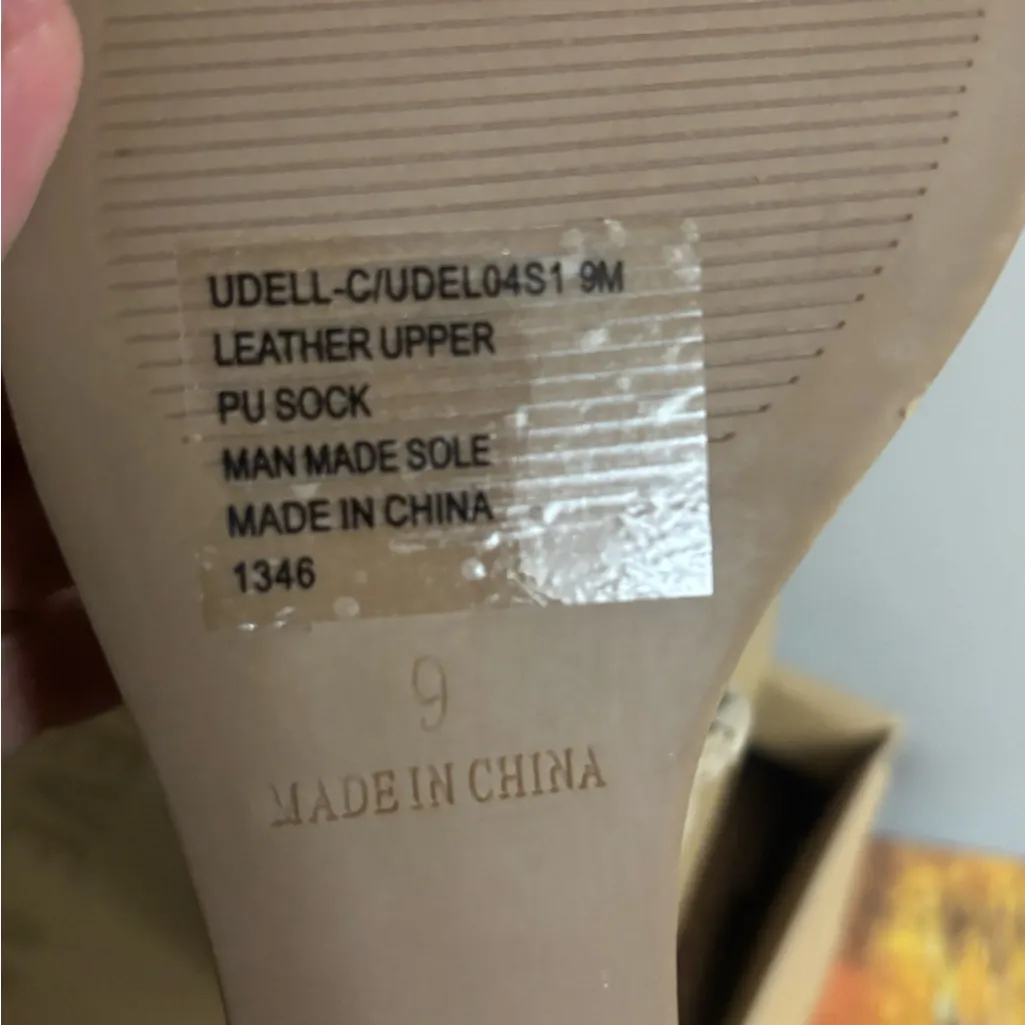 UDELL-C/UDEL04S1 9M
LEATHER UPPER
PU SOCK
MAN MADE SOLE
MADE IN CHINA
1346
9
MADE IN CHINA